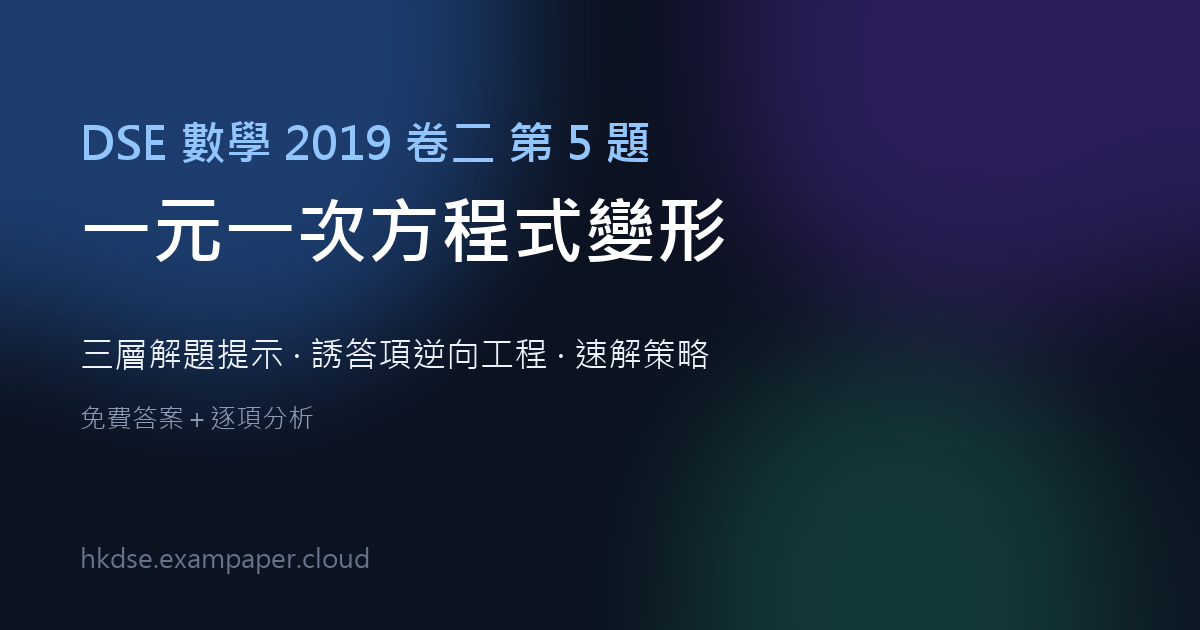 DSE 數學 2019 卷二 第 5 題
一元一次方程式變形
三層解題提示 · 誘答項逆向工程 · 速解策略
免費答案 + 逐項分析
hkdse.exampaper.cloud